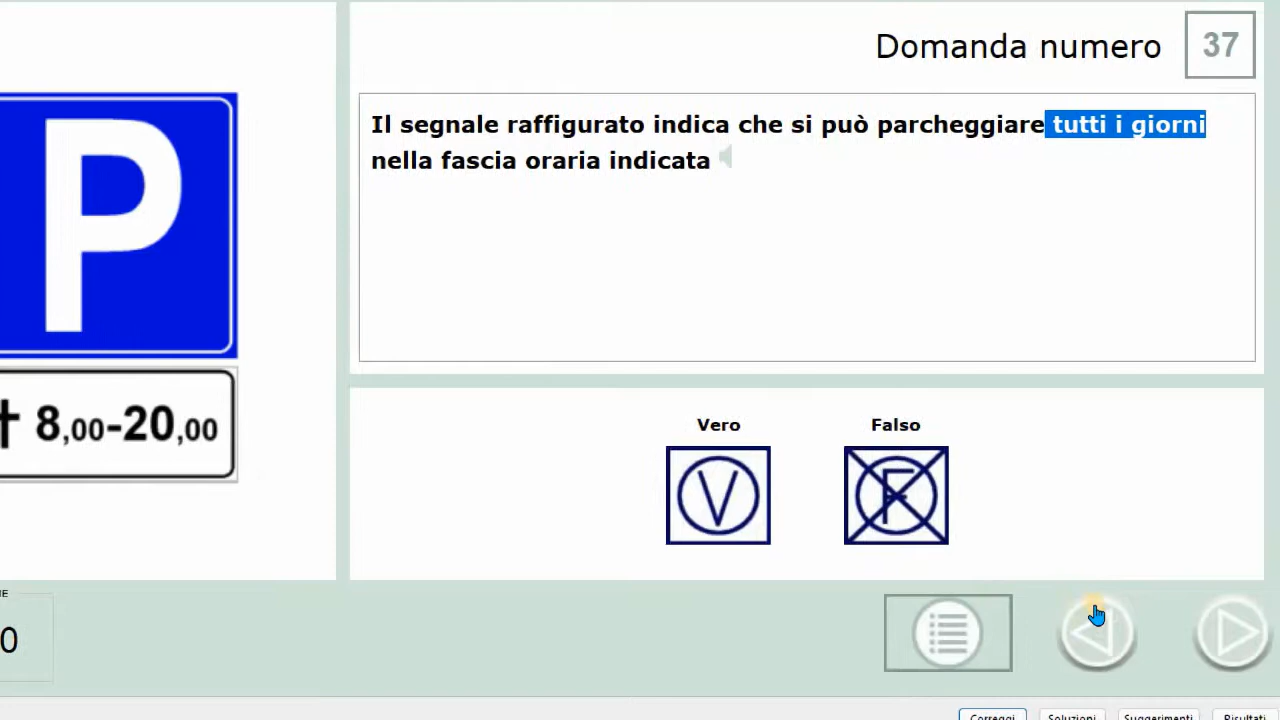 Domanda numero 37
Il segnale raffigurato indica che si può parcheggiare tutti i giorni
nella fascia oraria indicata
P
8,00-20,00
Vero Falso
V F
0
Correggi Soluzioni Suggerimenti Risultati